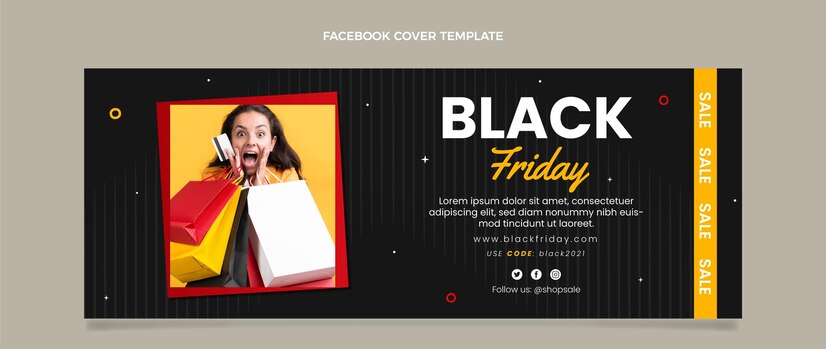 FACEBOOK COVER TEMPLATE
BLACK
Friday
Lorem ipsum dolor sit amet, consectetuer
adipiscing elit, sed diam nonummy nibh euis-
mod tincidunt ut laoreet.
www.blackfriday.com
USE CODE: black2021
Follow us: @shopsale
SALE
SALE
SALE
SALE